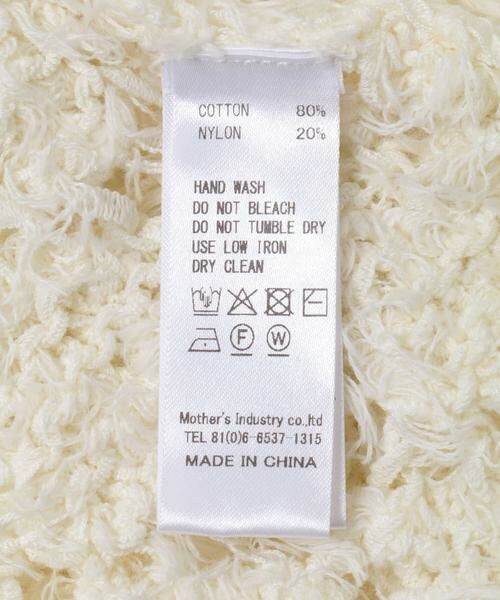 COTTON 80%
NYLON 20%
HAND WASH
DO NOT BLEACH
DO NOT TUMBLE DRY
USE LOW IRON
DRY CLEAN
F W
Mother's Industry co.,ltd
TEL 81(0)6-6537-1315
MADE IN CHINA